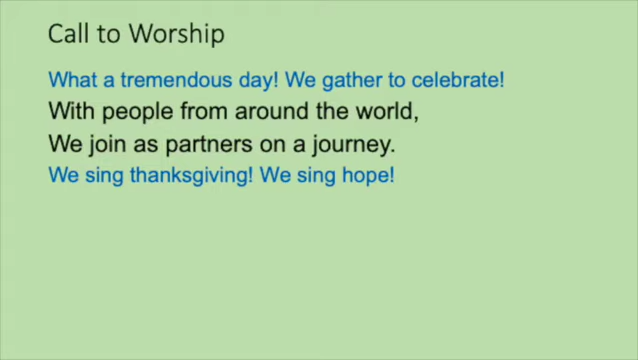 Call to Worship
What a tremendous day! We gather to celebrate!
With people from around the world,
We join as partners on a journey.
We sing thanksgiving! We sing hope!